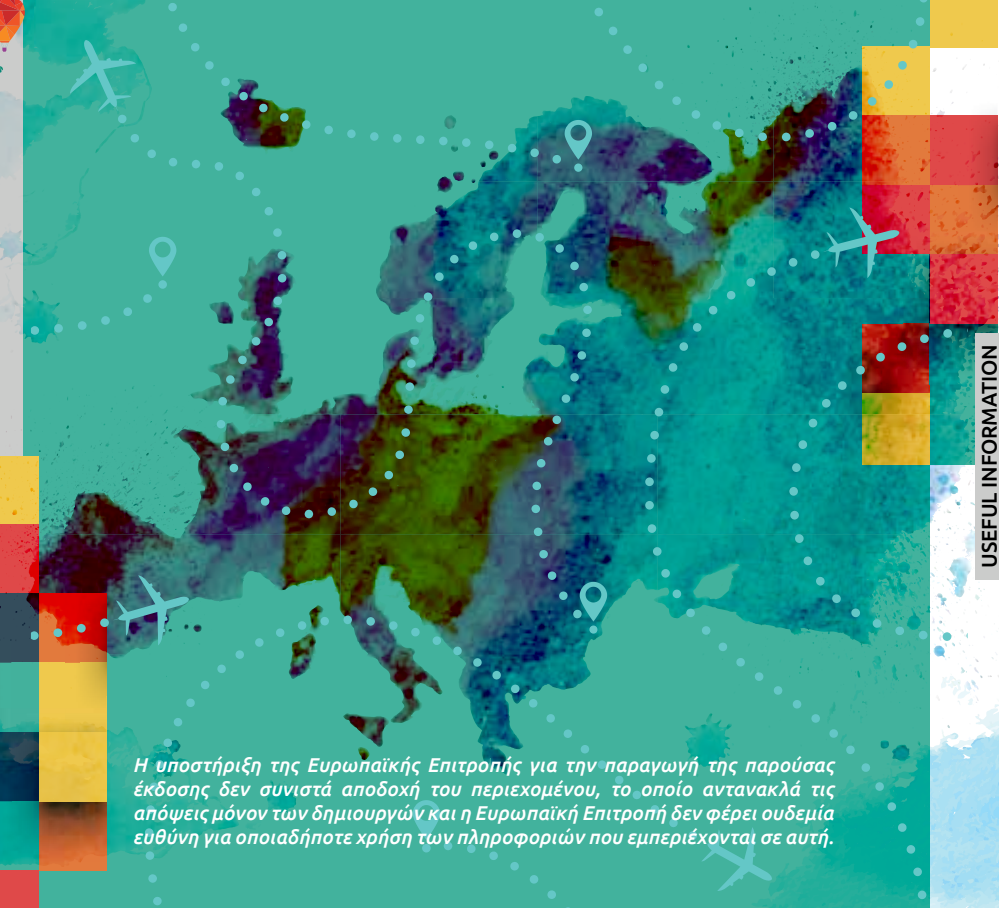 USEFUL INFORMATION
Η υποστήριξη της Ευρωπαϊκής Επιτροπής για την παραγωγή της παρούσας
έκδοσης δεν συνιστά αποδοχή του περιεχομένου, το οποίο αντανακλά τις
απόψεις μόνον των δημιουργών και η Ευρωπαϊκή Επιτροπή δεν φέρει ουδεμία
ευθύνη για οποιαδήποτε χρήση των πληροφοριών που εμπεριέχονται σε αυτή.